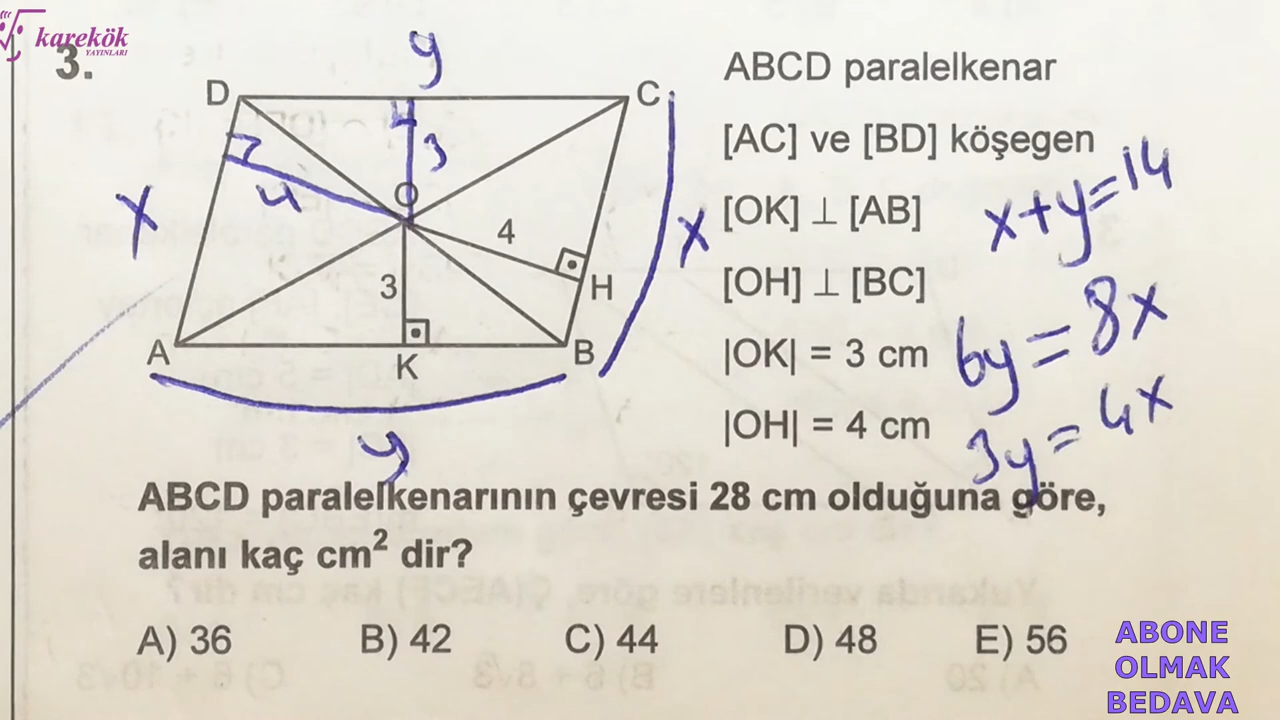 karekök
YAYINLARI
3.
y
D
C
ABCD paralelkenar
[AC] ve [BD] köşegen
[OK] ⊥ [AB]
[OH] ⊥ [BC]
|OK| = 3 cm
|OH| = 4 cm
x
4
3
O
4
x
3
H
A
K
B
y
x+y=14
6y=8x
3y=4x
ABCD paralelkenarının çevresi 28 cm olduğuna göre,
alanı kaç cm² dir?
A) 36 B) 42 C) 44 D) 48 E) 56
ABONE
OLMAK
BEDAVA